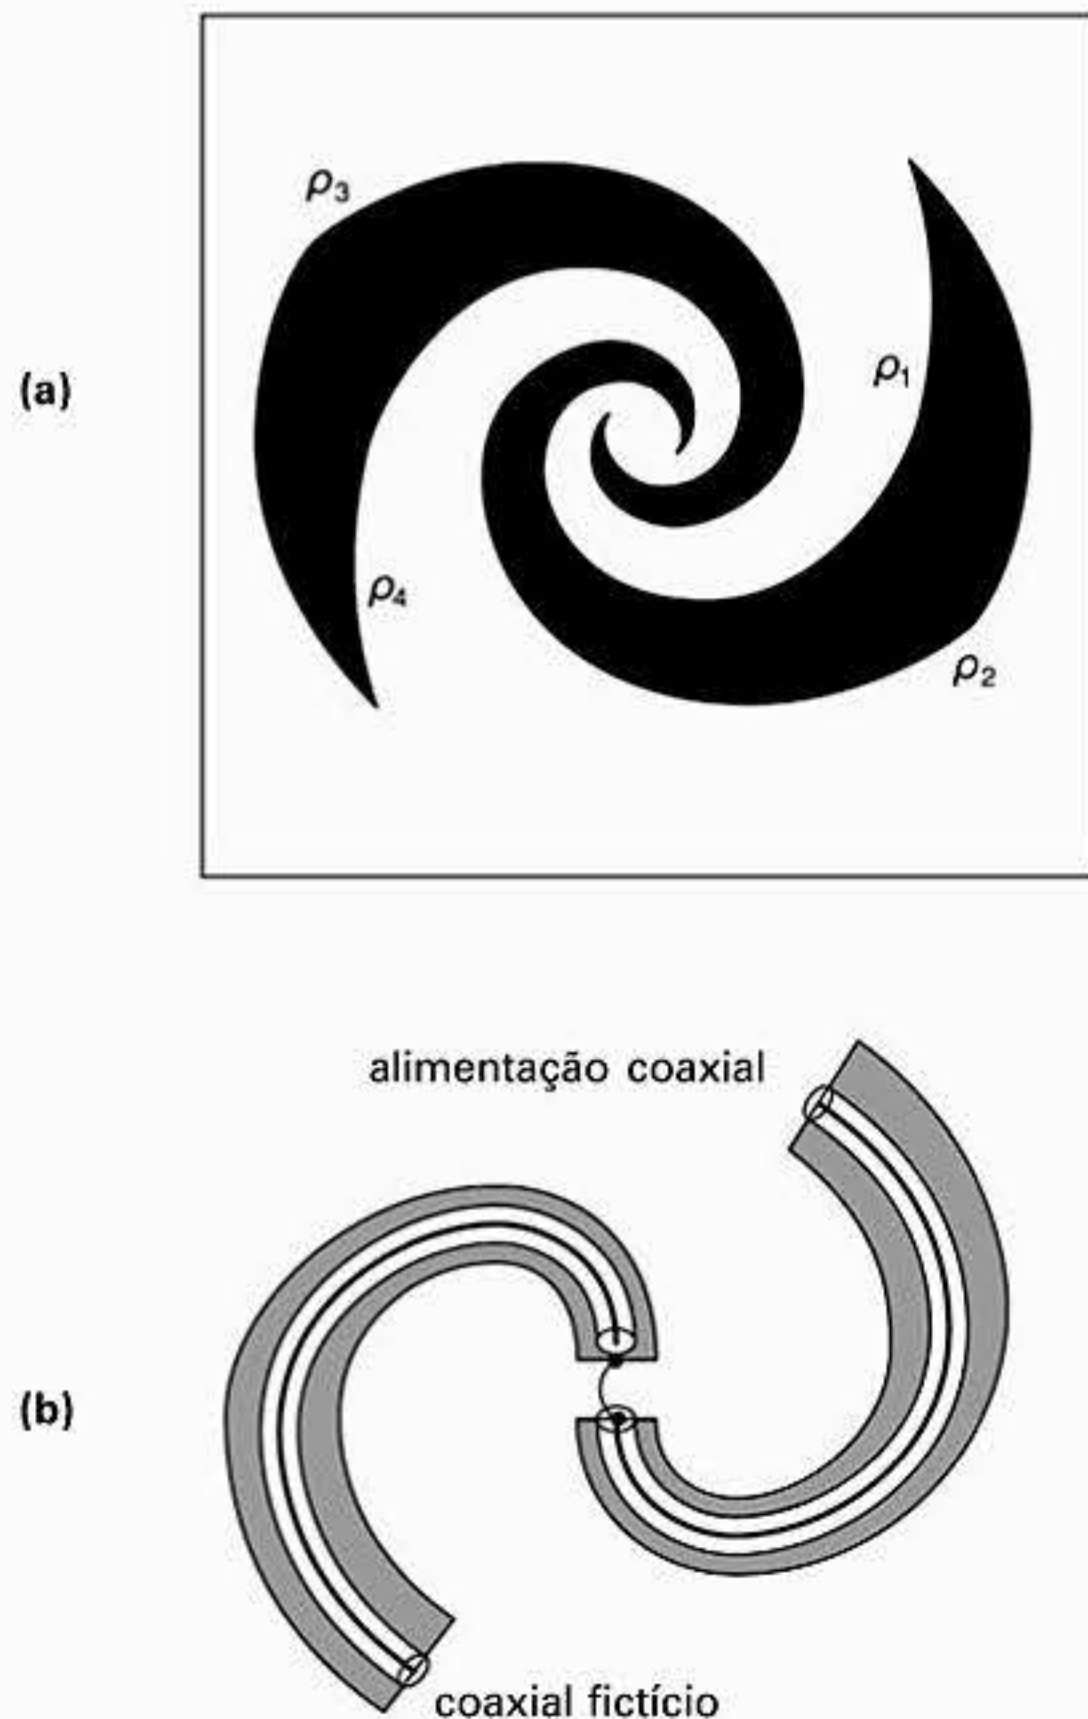 ρ₃
ρ₁
(a)
ρ₄
ρ₂
alimentação coaxial
(b)
coaxial fictício